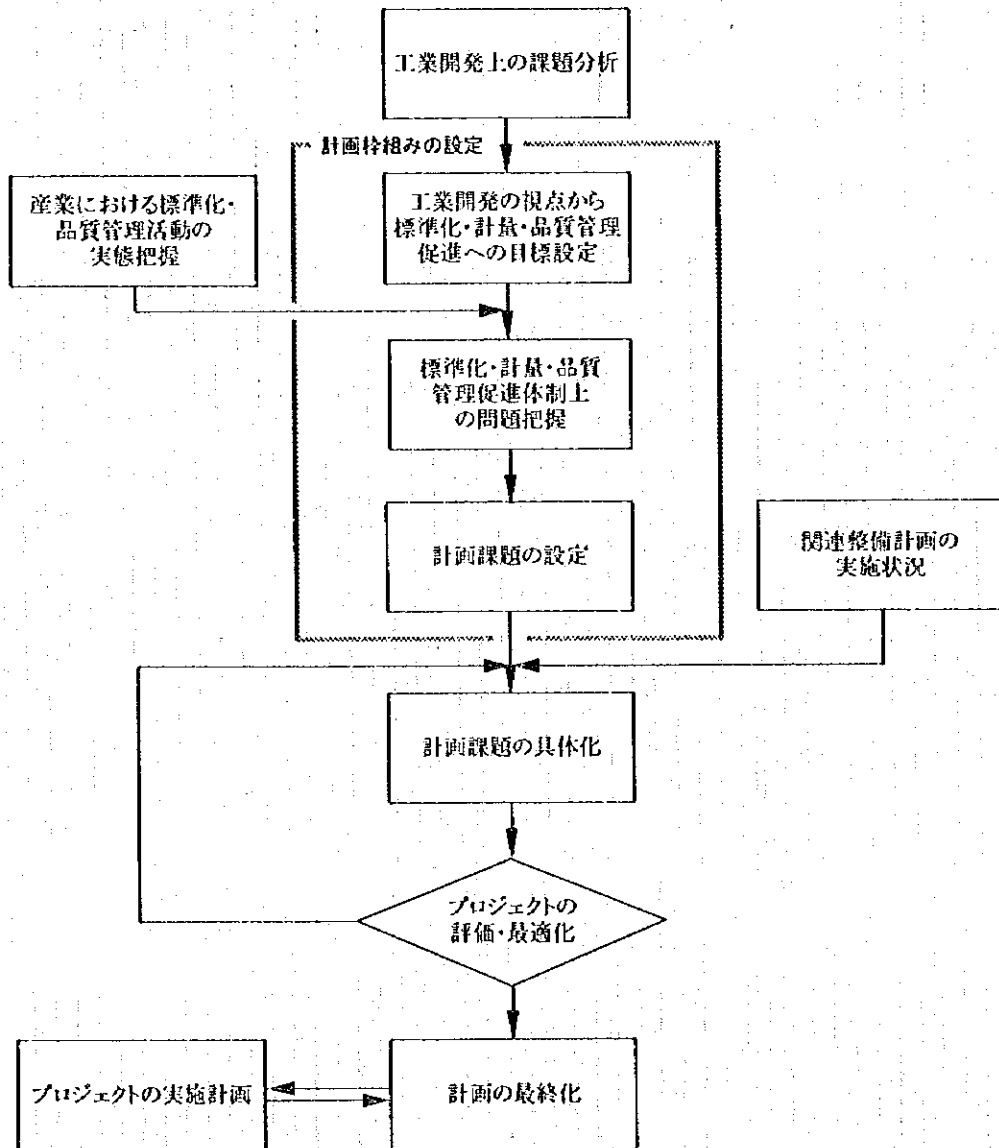 工業開発上の課題分析
計画枠組みの設定
産業における標準化・
品質管理活動の
実態把握
工業開発の視点から
標準化・計量・品質管理
促進への目標設定
標準化・計量・品質
管理促進体制上
の問題把握
計画課題の設定
関連整備計画の
実施状況
計画課題の具体化
プロジェクトの
評価・最適化
プロジェクトの実施計画
計画の最終化